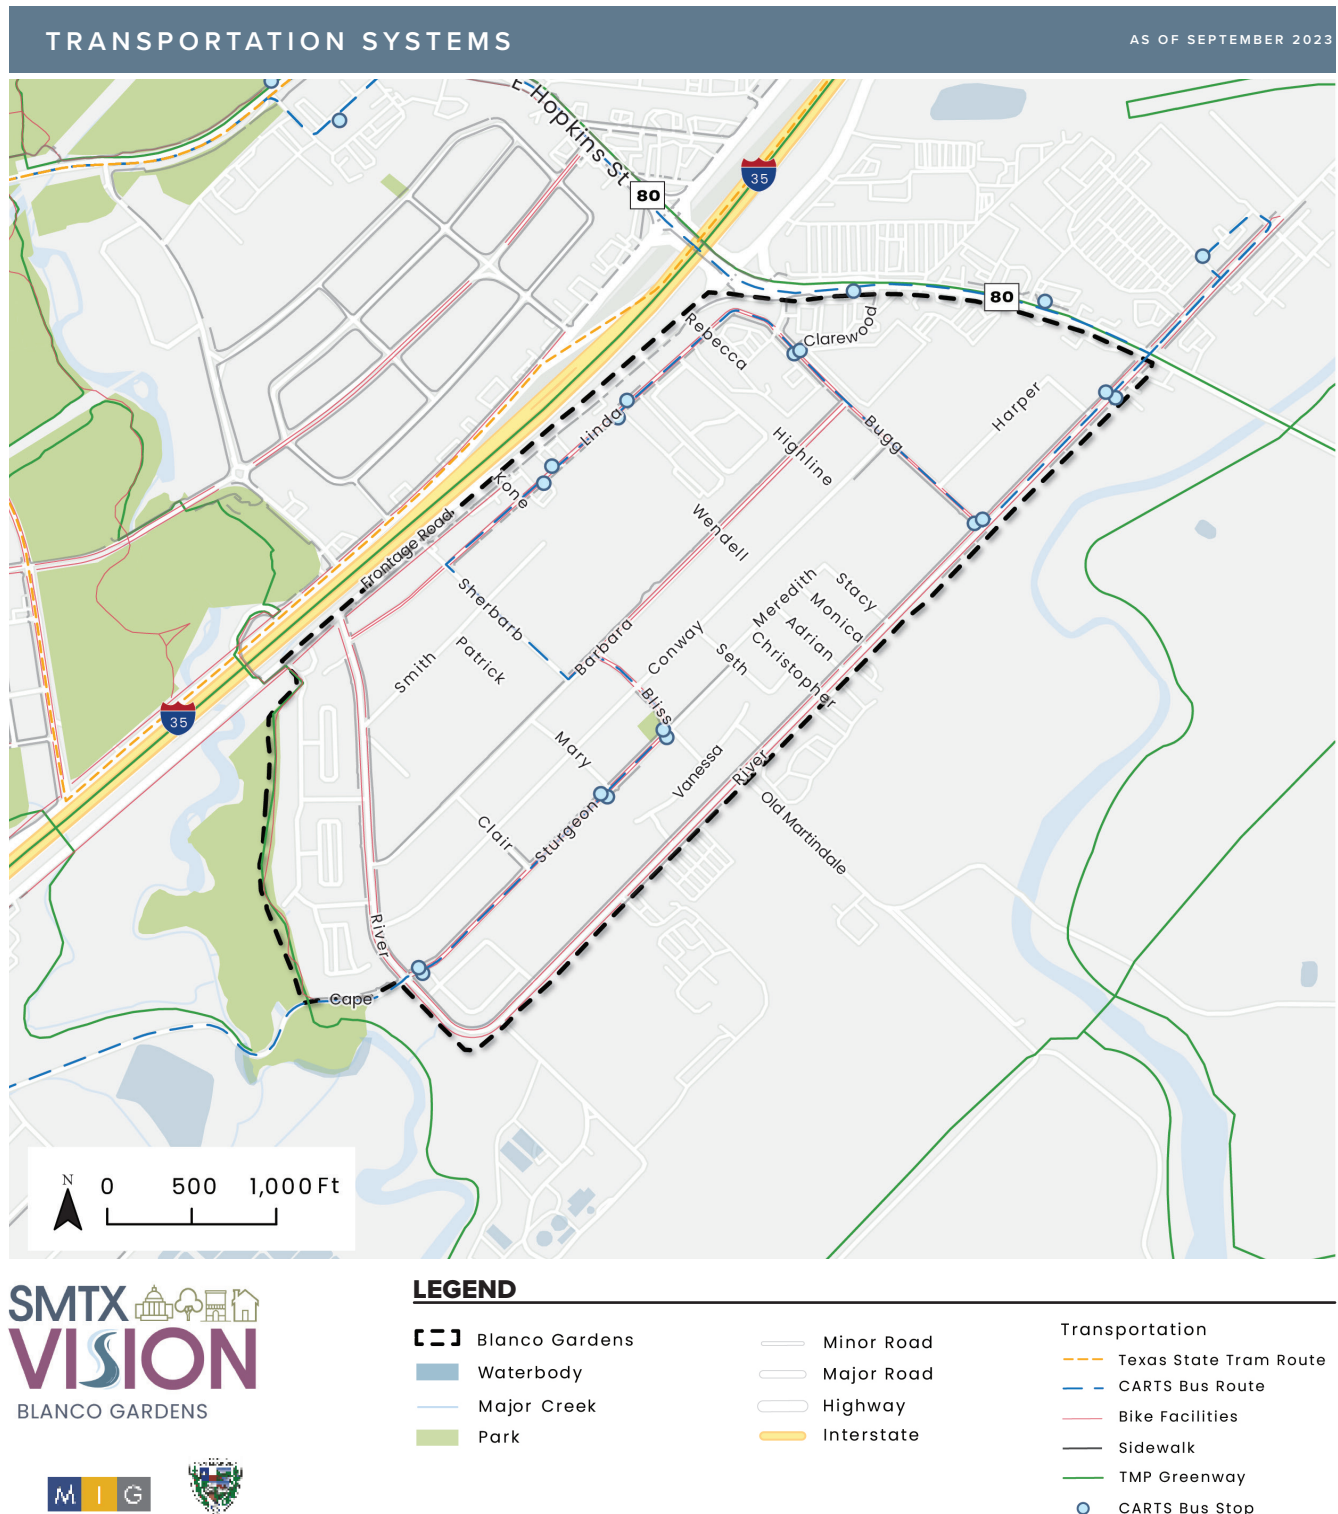 TRANSPORTATION SYSTEMS
AS OF SEPTEMBER 2023
E Hopkins St
80
35
80
Rebecca
Clarewood
Linda
Bugg
Harper
Highline
Kone
Wendell
Frontage Road
Sherbarb
Stacy
Meredith
Monica
Adrian
Christopher
Barbara
Conway
Seth
Smith
Patrick
Bliss
35
Mary
Vanessa
River
Old Martindale
Clair
Sturgeon
River
Cape
N
0 500 1,000 Ft
SMTX
VISION
BLANCO GARDENS
M I G
LEGEND
Blanco Gardens
Waterbody
Major Creek
Park
Minor Road
Major Road
Highway
Interstate
Transportation
Texas State Tram Route
CARTS Bus Route
Bike Facilities
Sidewalk
TMP Greenway
CARTS Bus Stop